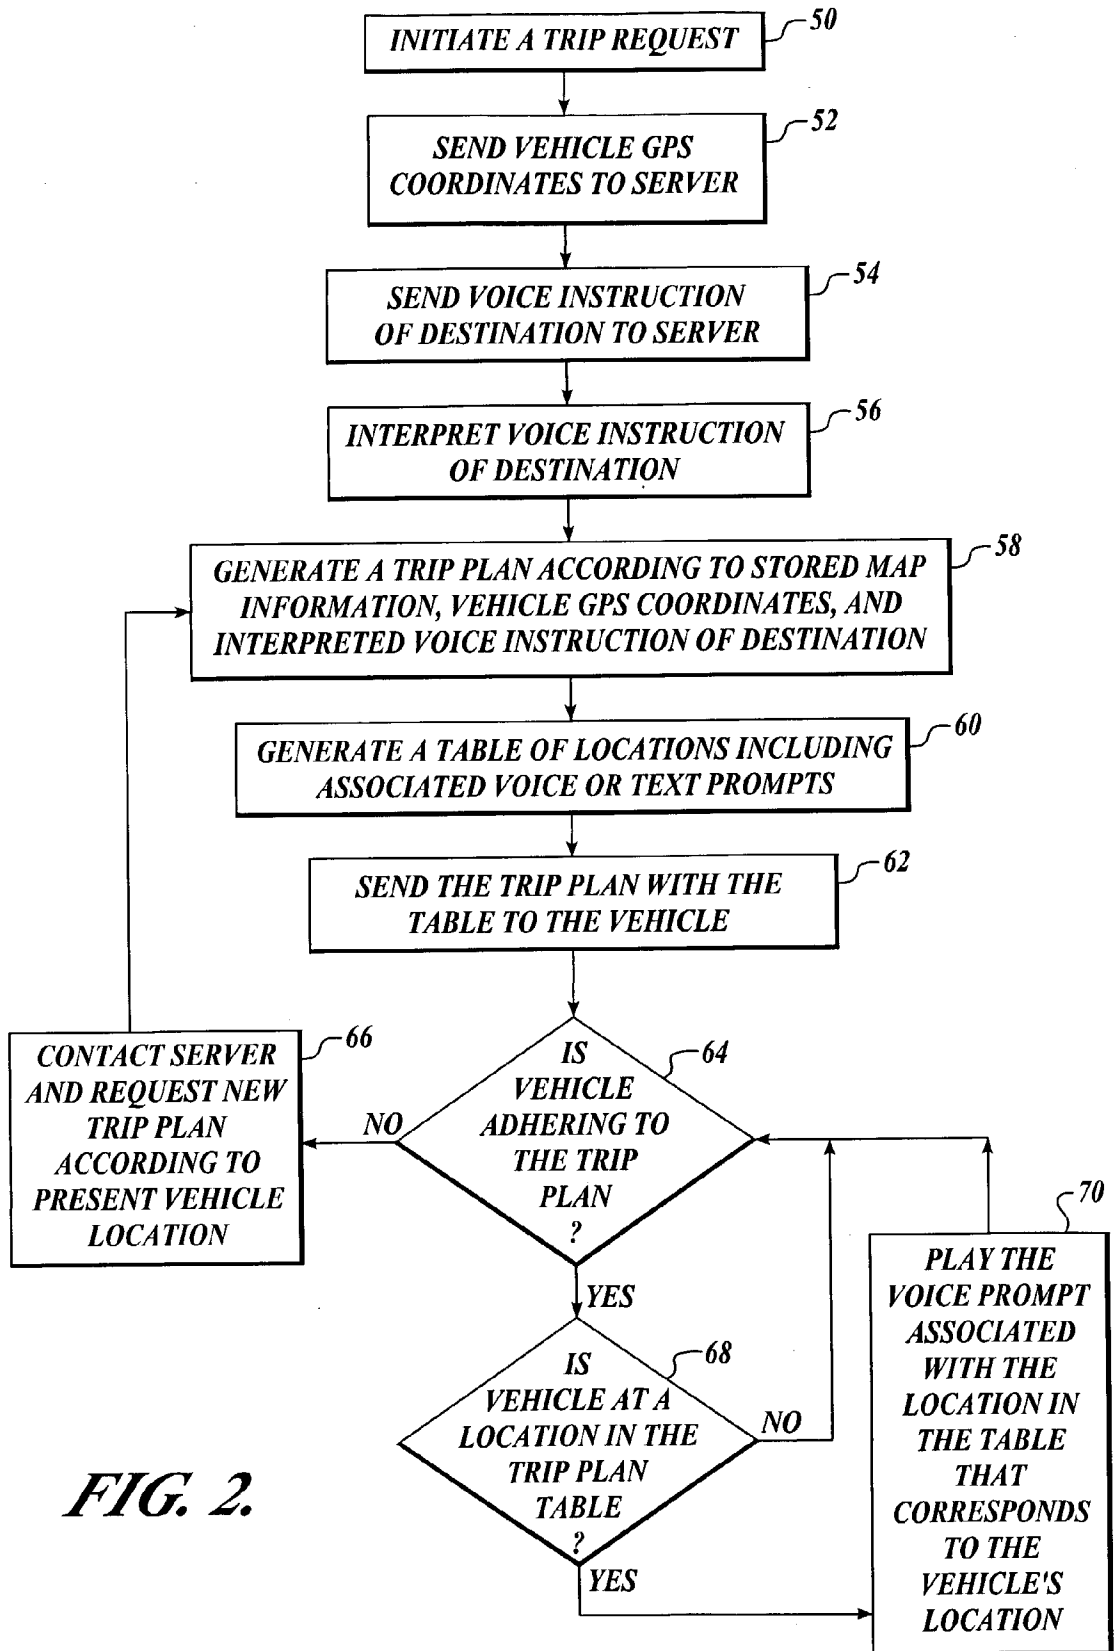 INITIATE A TRIP REQUEST
50
SEND VEHICLE GPS
COORDINATES TO SERVER
52
SEND VOICE INSTRUCTION
OF DESTINATION TO SERVER
54
INTERPRET VOICE INSTRUCTION
OF DESTINATION
56
GENERATE A TRIP PLAN ACCORDING TO STORED MAP
INFORMATION, VEHICLE GPS COORDINATES, AND
INTERPRETED VOICE INSTRUCTION OF DESTINATION
58
GENERATE A TABLE OF LOCATIONS INCLUDING
ASSOCIATED VOICE OR TEXT PROMPTS
60
SEND THE TRIP PLAN WITH THE
TABLE TO THE VEHICLE
62
IS
VEHICLE
ADHERING TO
THE TRIP
PLAN
?
64
NO
CONTACT SERVER
AND REQUEST NEW
TRIP PLAN
ACCORDING TO
PRESENT VEHICLE
LOCATION
66
YES
IS
VEHICLE AT A
LOCATION IN THE
TRIP PLAN
TABLE
?
68
NO
YES
PLAY THE
VOICE PROMPT
ASSOCIATED
WITH THE
LOCATION IN
THE TABLE
THAT
CORRESPONDS
TO THE
VEHICLE'S
LOCATION
70
FIG. 2.